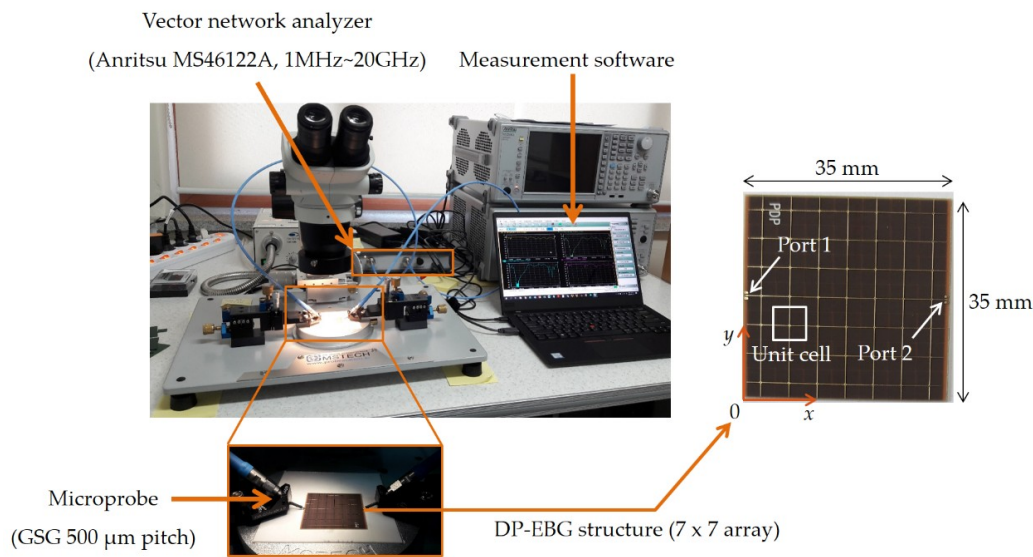 Vector network analyzer
(Anritsu MS46122A, 1MHz~20GHz)
Measurement software
35 mm
PDP
Port 1
35 mm
Unit cell
Port 2
y
0
x
Microprobe
(GSG 500 μm pitch)
DP-EBG structure (7 x 7 array)